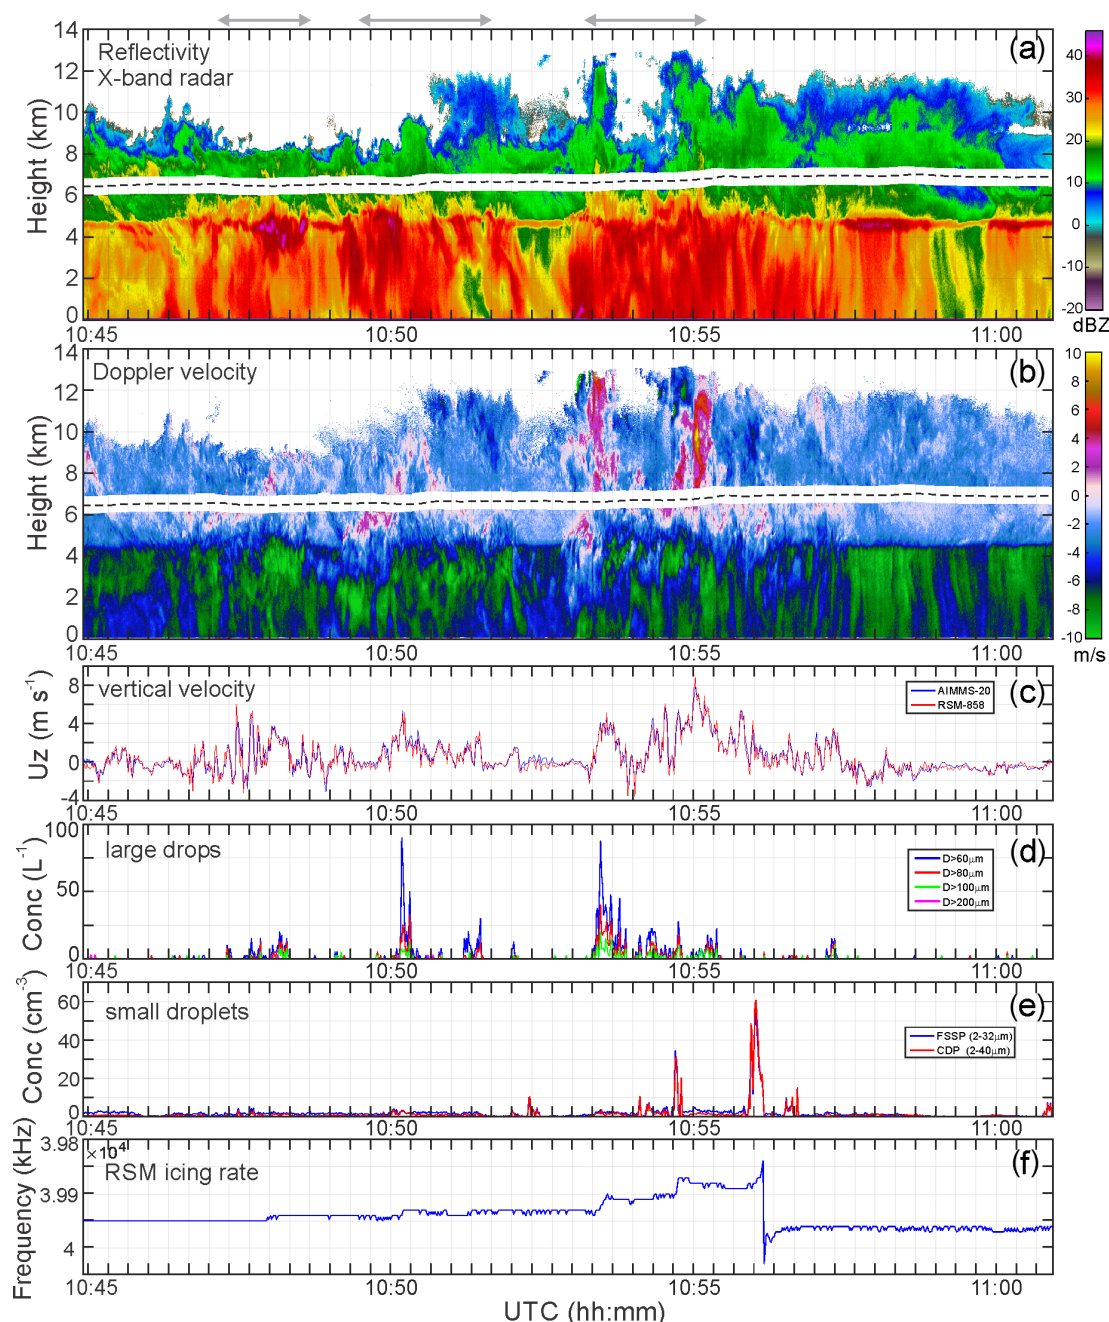 (a)
Reflectivity
X-band radar
Height (km)
14
12
10
8
6
4
2
0
10:45
10:50
10:55
11:00
40
30
20
10
0
-10
-20
dBZ
(b)
Doppler velocity
Height (km)
14
12
10
8
6
4
2
0
10:45
10:50
10:55
11:00
10
8
6
4
2
0
-2
-4
-6
-8
-10
m/s
(c)
vertical velocity
Uz (m s-1)
8
4
0
-4
AIMMS-20
RSM-858
10:45
10:50
10:55
11:00
(d)
large drops
Conc (L-1)
100
50
0
D>60μm
D>80μm
D>100μm
D>200μm
10:45
10:50
10:55
11:00
(e)
small droplets
Conc (cm-3)
60
40
20
0
FSSP (2-32μm)
CDP (2-40μm)
10:45
10:50
10:55
11:00
(f)
RSM icing rate
Frequency (kHz)
3.98
×10⁴
3.99
4
10:45
10:50
10:55
11:00
UTC (hh:mm)